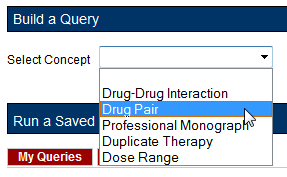 Build a Query
Select Concept
Drug-Drug Interaction
Drug Pair
Professional Monograph
Duplicate Therapy
Dose Range
Run a Saved
My Queries